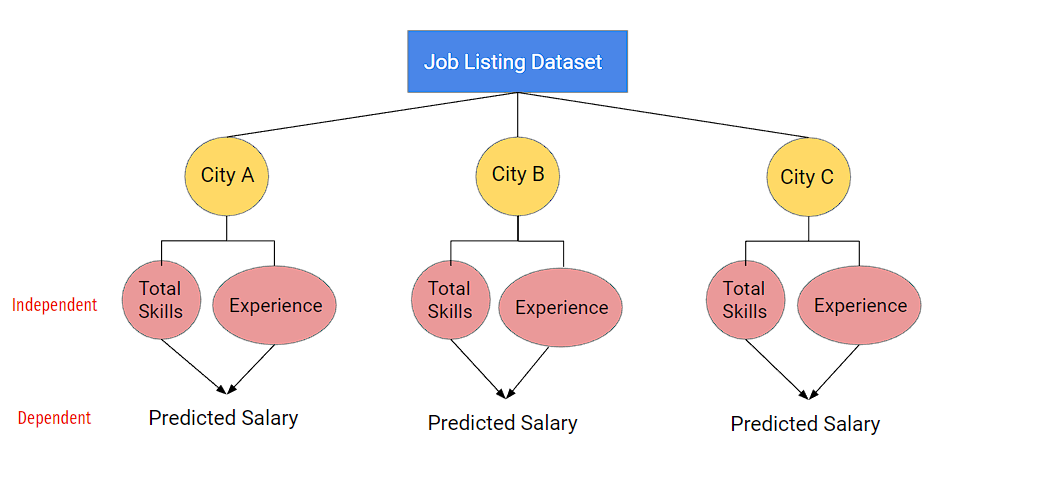 Job Listing Dataset
City A
City B
City C
Independent
Total
Skills
Experience
Total
Skills
Experience
Total
Skills
Experience
Dependent
Predicted Salary
Predicted Salary
Predicted Salary